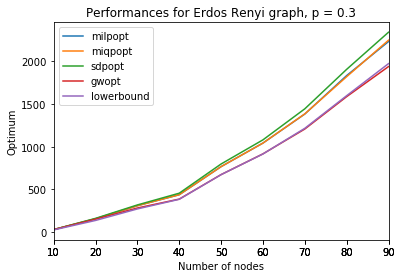 Performances for Erdos Renyi graph, p = 0.3
milpopt
miqpopt
sdpopt
gwopt
lowerbound
Optimum
2000
1500
1000
500
0
10 20 30 40 50 60 70 80 90
Number of nodes